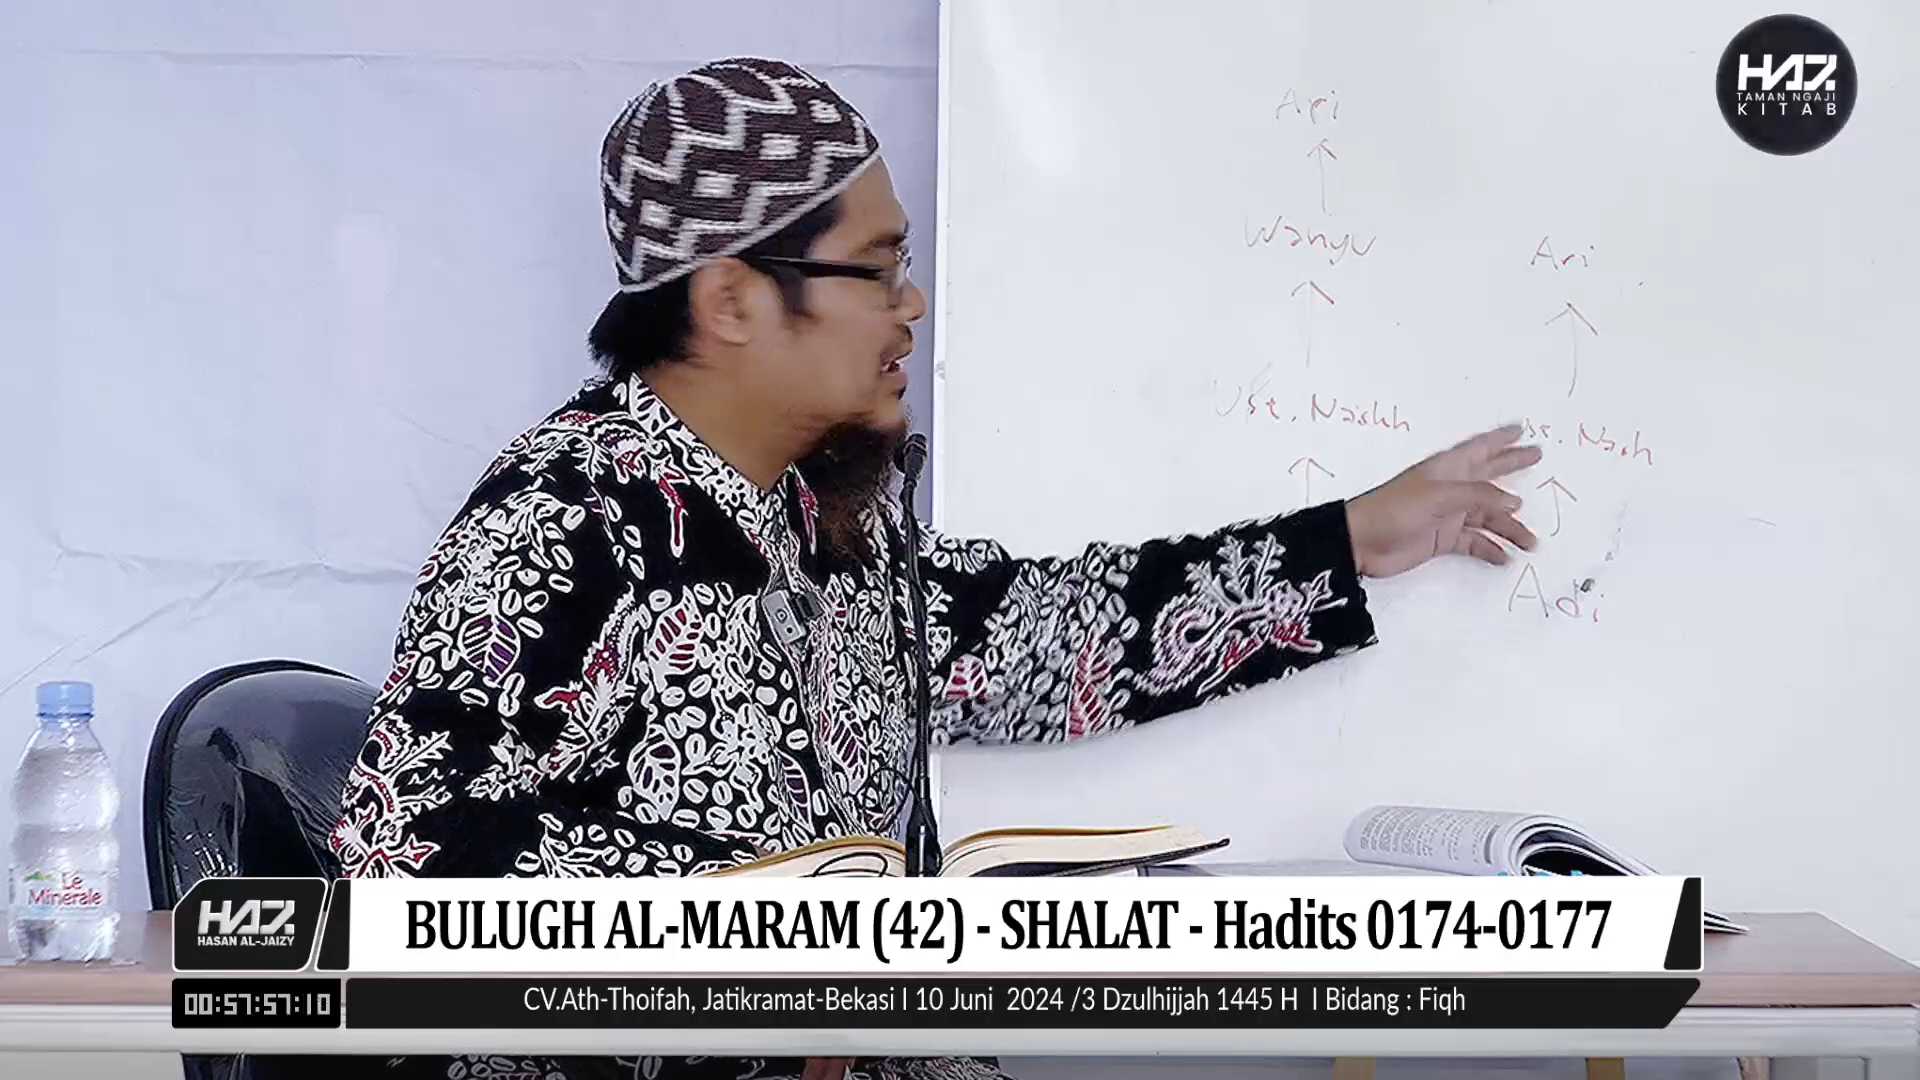 HAZ
TAMAN NGAJI
KITAB
Ari
Wahyu
Ari
Ust. Naskh
Adi
Le
Minerale
HAZ
HASAN AL-JAIZY
BULUGH AL-MARAM (42) - SHALAT - Hadits 0174-0177
00:57:57:10
CV.Ath-Thoifah, Jatikramat-Bekasi I 10 Juni 2024 /3 Dzulhijjah 1445 H I Bidang : Fiqh